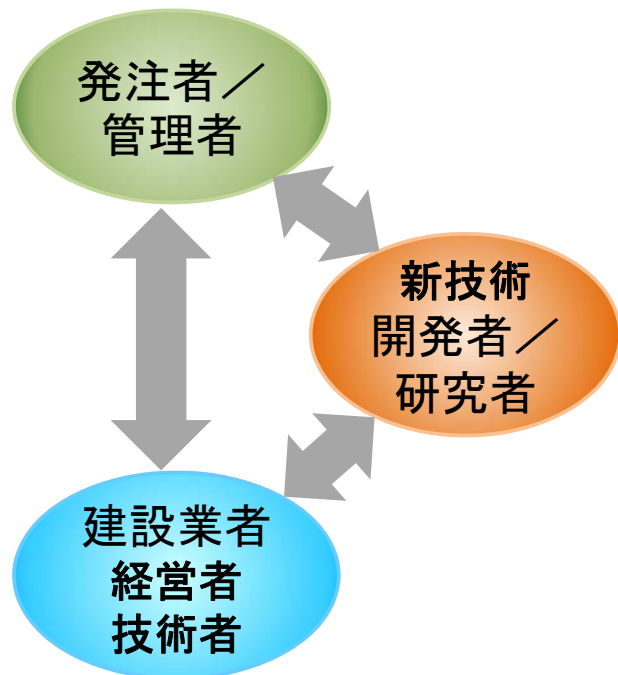 発注者／
管理者
新技術
開発者／
研究者
建設業者
経営者
技術者